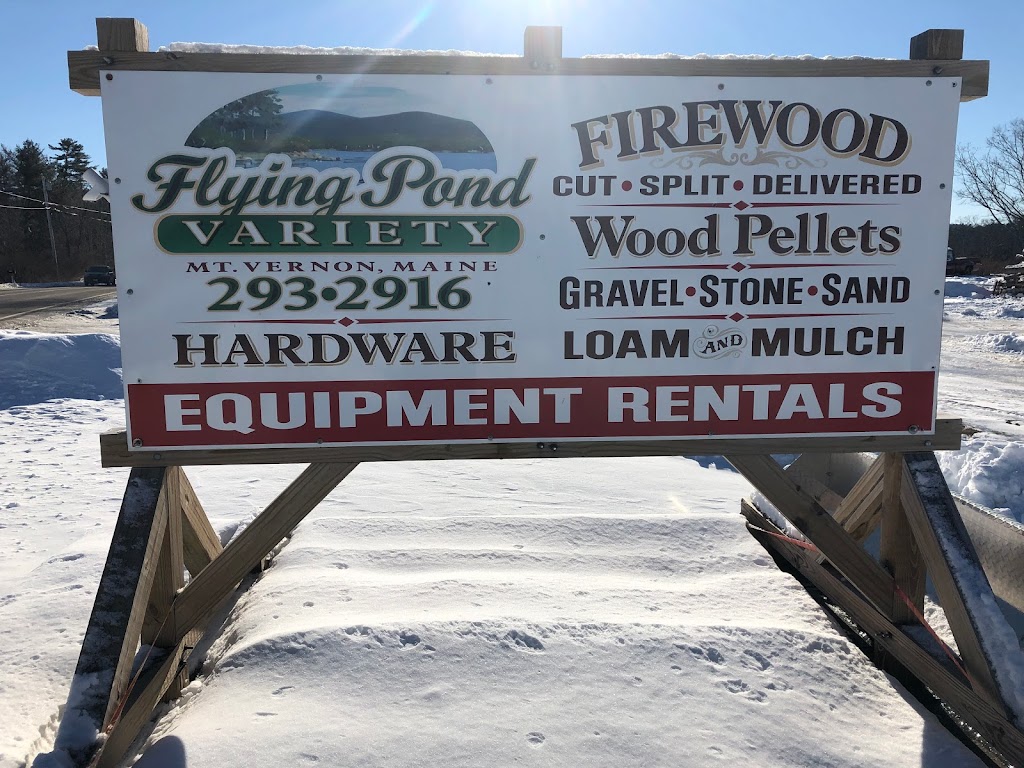 Flying Pond
VARIETY
MT. VERNON, MAINE
293•2916
HARDWARE
FIREWOOD
CUT • SPLIT • DELIVERED
Wood Pellets
GRAVEL • STONE • SAND
LOAM AND MULCH
EQUIPMENT RENTALS